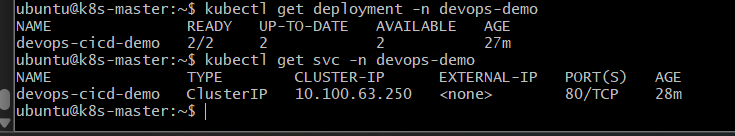 ubuntu@k8s-master:~$ kubectl get deployment -n devops-demo
NAME READY UP-TO-DATE AVAILABLE AGE
devops-cicd-demo 2/2 2 2 27m
ubuntu@k8s-master:~$ kubectl get svc -n devops-demo
NAME TYPE CLUSTER-IP EXTERNAL-IP PORT(S) AGE
devops-cicd-demo ClusterIP 10.100.63.250 <none> 80/TCP 28m
ubuntu@k8s-master:~$